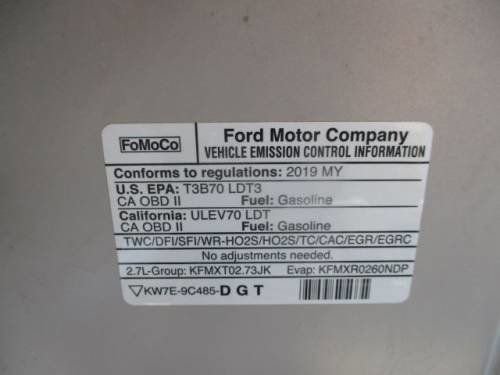 FoMoCo
Ford Motor Company
VEHICLE EMISSION CONTROL INFORMATION
Conforms to regulations: 2019 MY
U.S. EPA: T3B70 LDT3
CA OBD II Fuel: Gasoline
California: ULEV70 LDT
CA OBD II Fuel: Gasoline
TWC/DFI/SFI/WR-HO2S/HO2S/TC/CAC/EGR/EGRC
No adjustments needed.
2.7L-Group: KFMXT02.73JK Evap: KFMXR0260NDP
KW7E-9C485-D G T